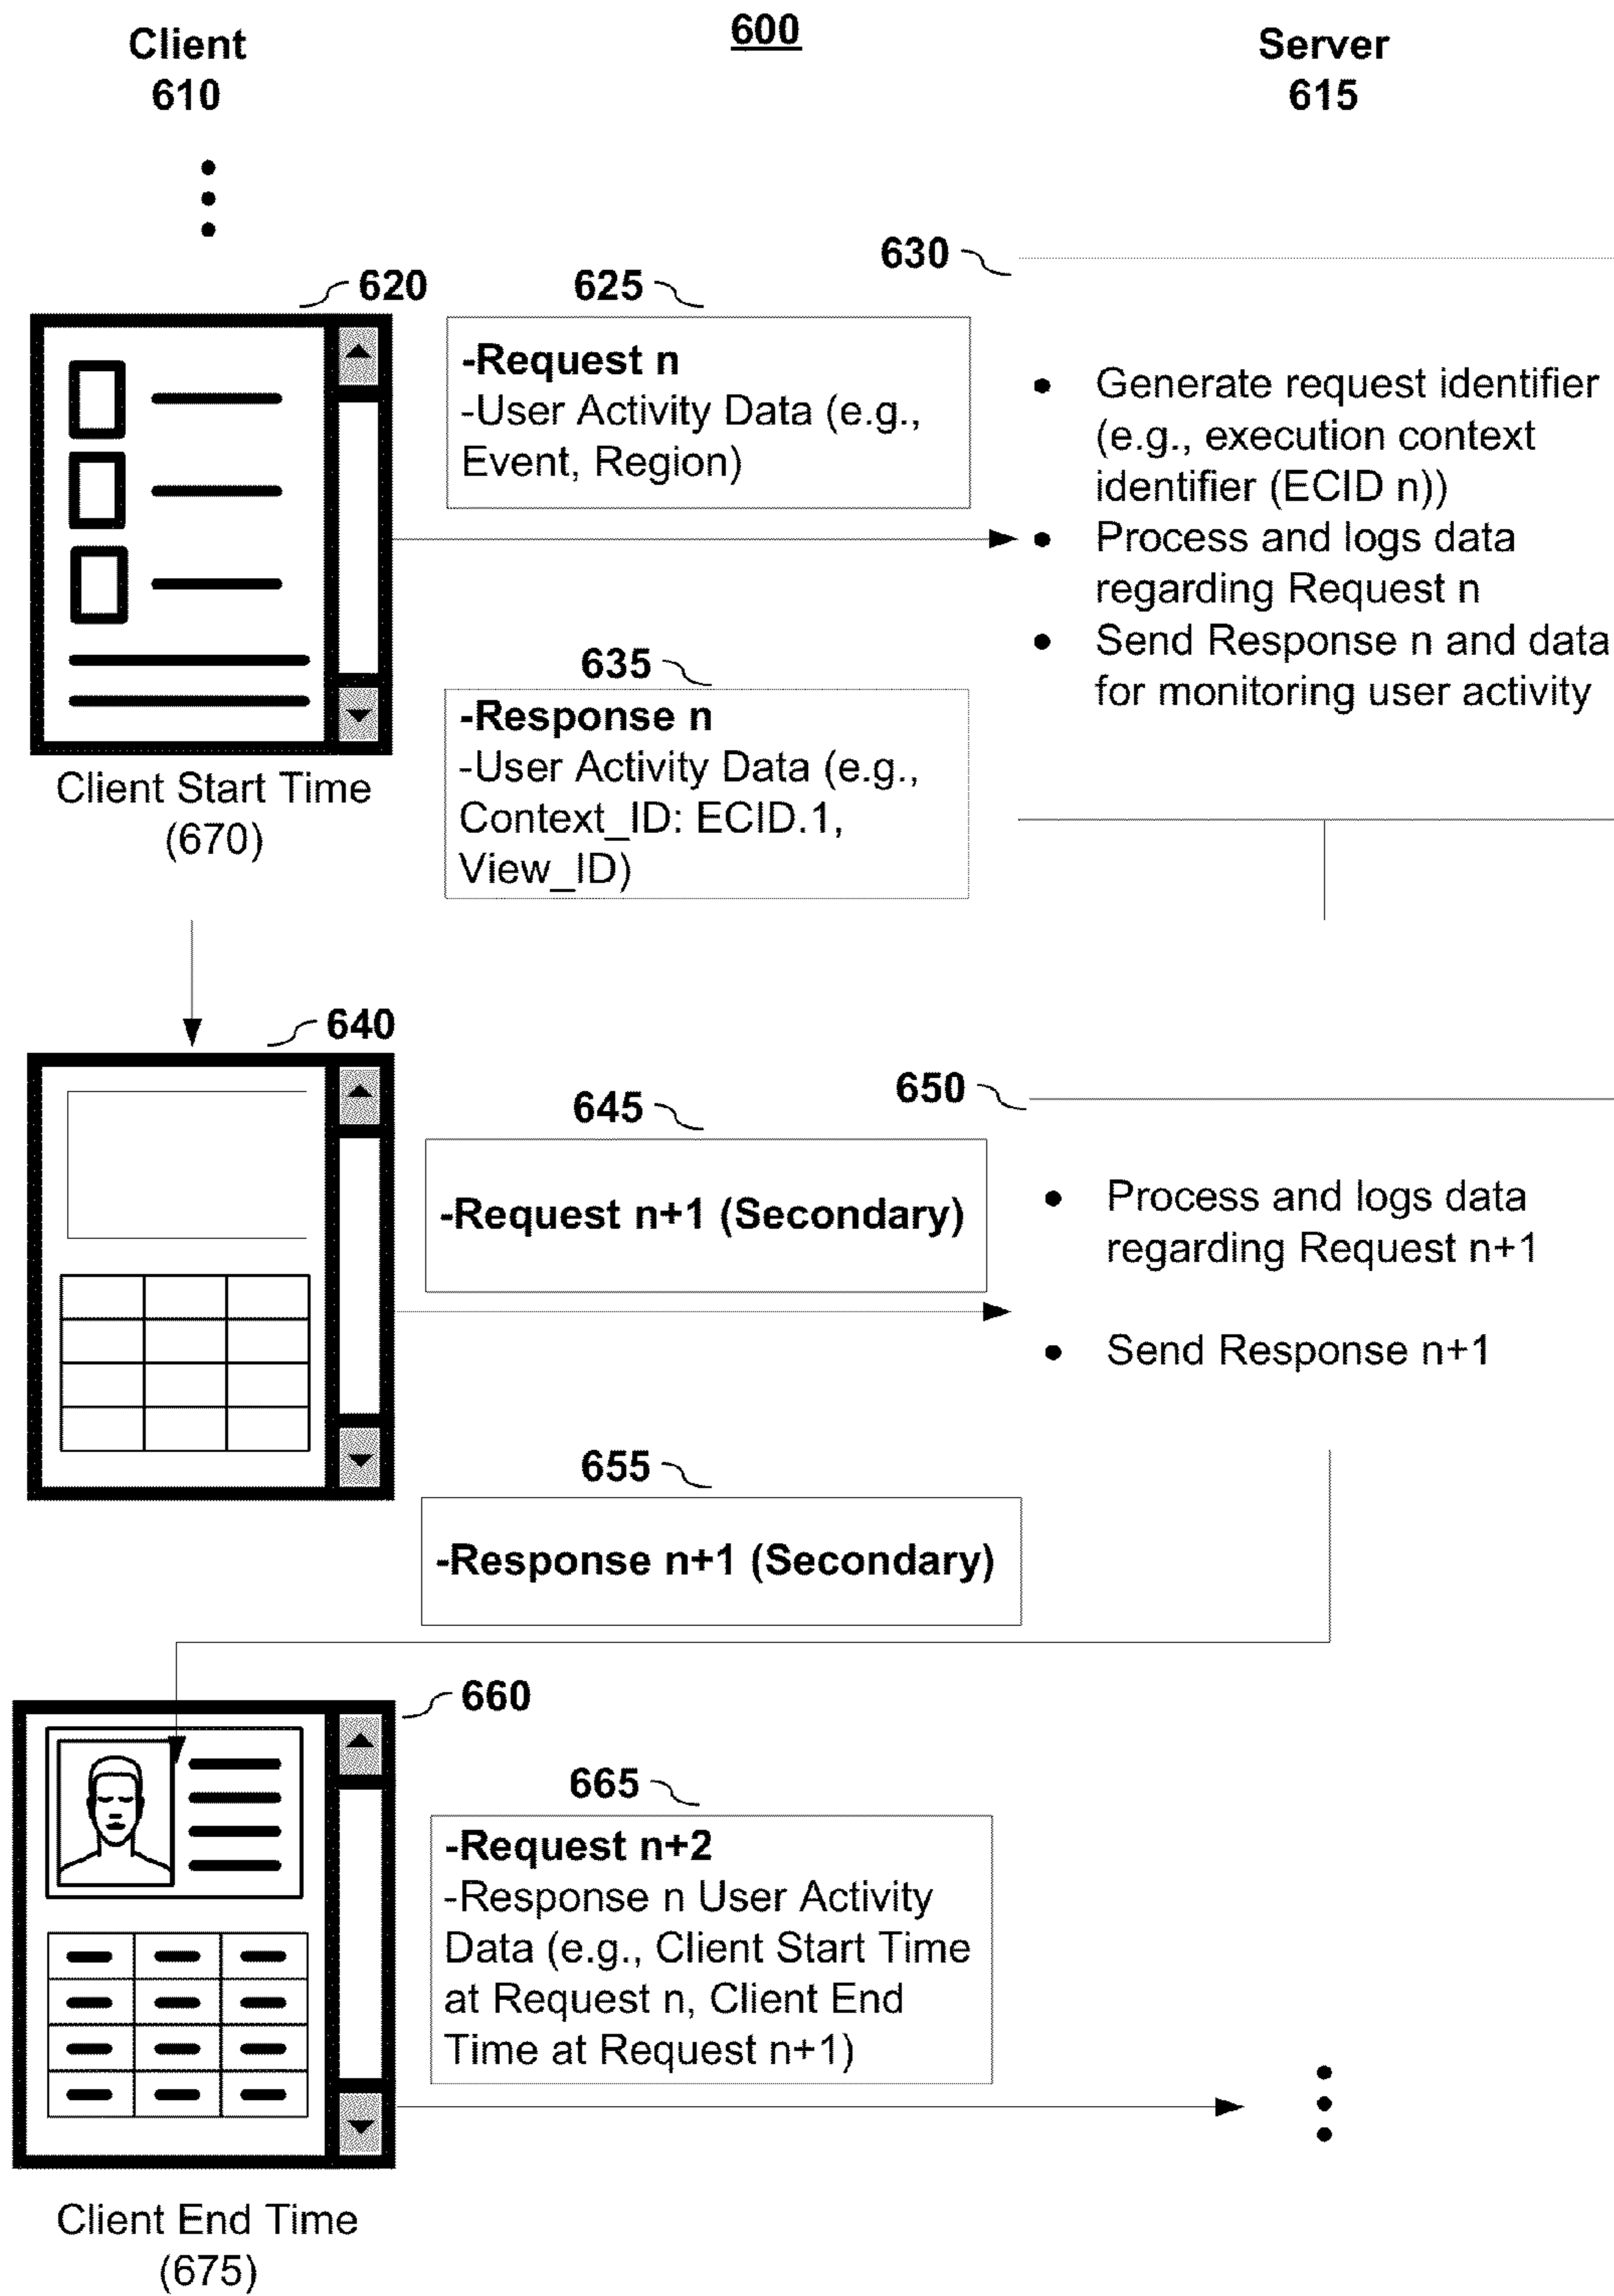 Client
610
600
Server
615
620
625
630
-Request n
-User Activity Data (e.g.,
Event, Region)
• Generate request identifier
(e.g., execution context
identifier (ECID n))
• Process and logs data
regarding Request n
• Send Response n and data
for monitoring user activity
635
-Response n
-User Activity Data (e.g.,
Context_ID: ECID.1,
View_ID)
Client Start Time
(670)
640
645
650
-Request n+1 (Secondary)
• Process and logs data
regarding Request n+1
• Send Response n+1
655
-Response n+1 (Secondary)
660
665
-Request n+2
-Response n User Activity
Data (e.g., Client Start Time
at Request n, Client End
Time at Request n+1)
Client End Time
(675)